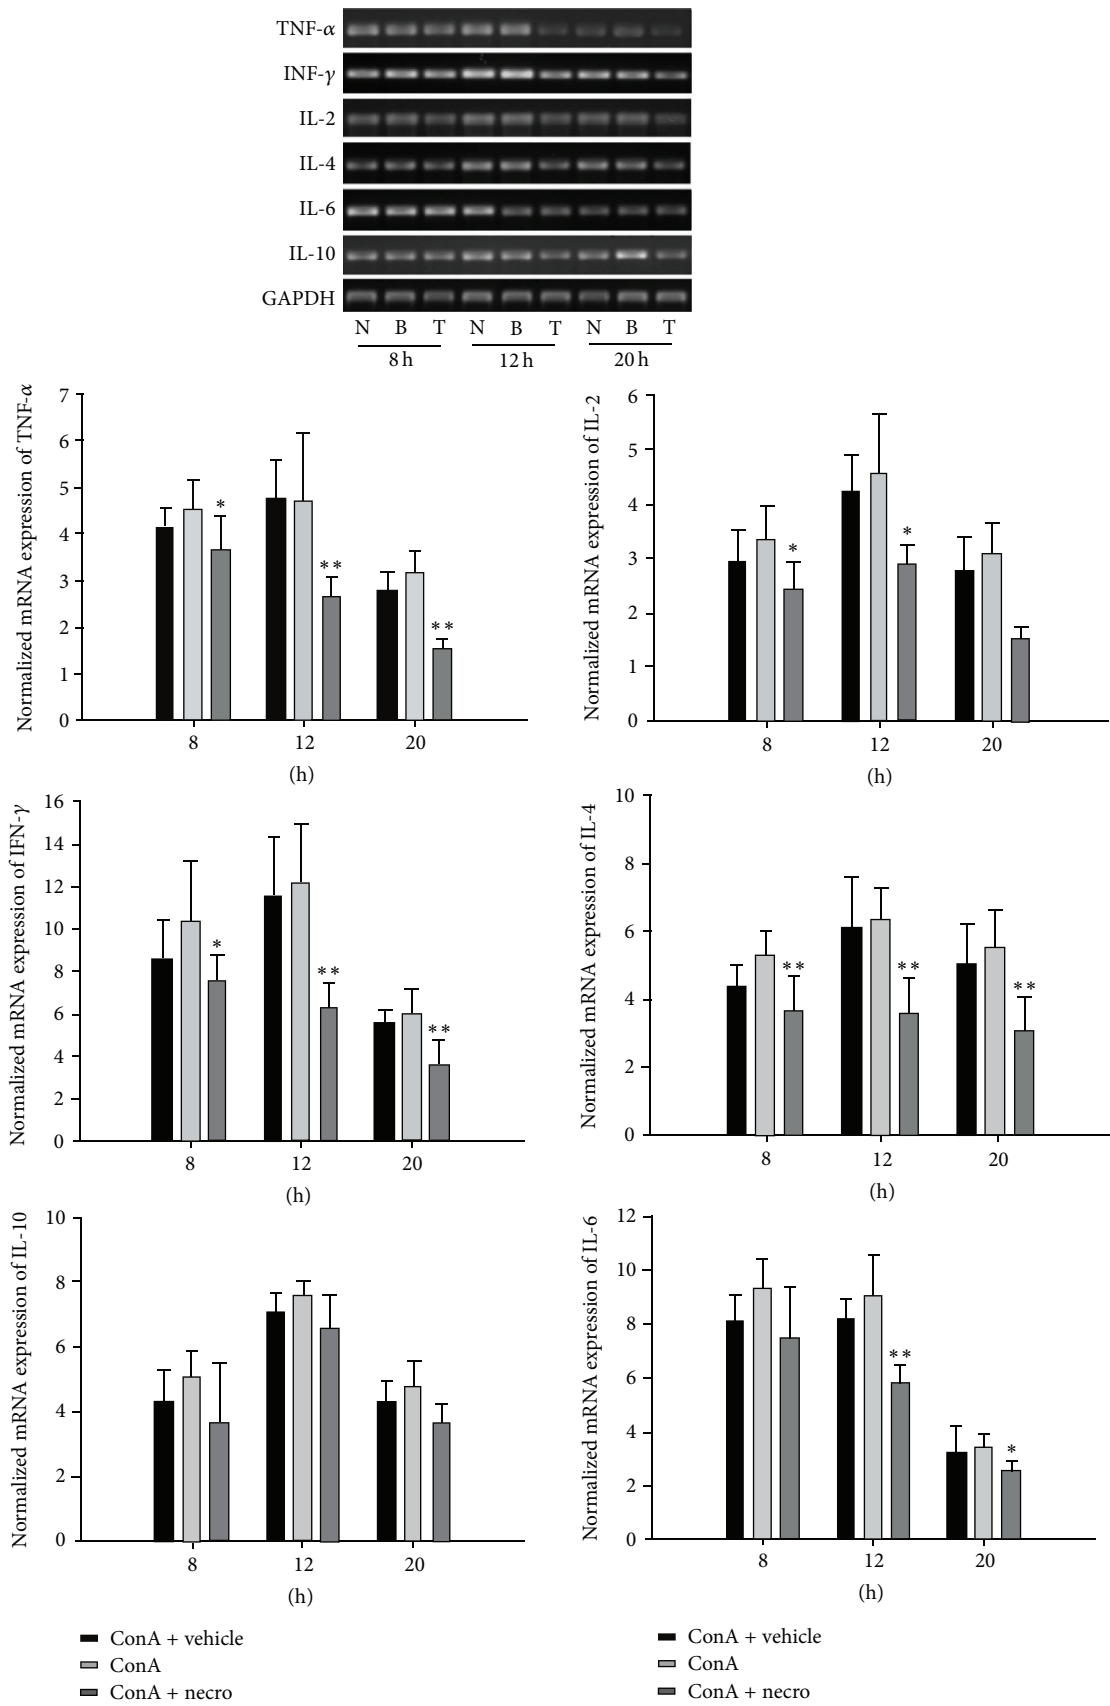 TNF-α
INF-γ
IL-2
IL-4
IL-6
IL-10
GAPDH
N B T N B T N B T
8 h 12 h 20 h
Normalized mRNA expression of TNF-α
7
6
5
4
3
2
1
0
*
**
**
8 12 20
(h)
Normalized mRNA expression of IL-2
6
5
4
3
2
1
0
*
*
8 12 20
(h)
Normalized mRNA expression of IFN-γ
16
14
12
10
8
6
4
2
0
*
**
**
8 12 20
(h)
Normalized mRNA expression of IL-4
10
8
6
4
2
0
**
**
**
8 12 20
(h)
Normalized mRNA expression of IL-10
10
8
6
4
2
0
8 12 20
(h)
Normalized mRNA expression of IL-6
12
10
8
6
4
2
0
**
*
8 12 20
(h)
ConA + vehicle
ConA
ConA + necro
ConA + vehicle
ConA
ConA + necro